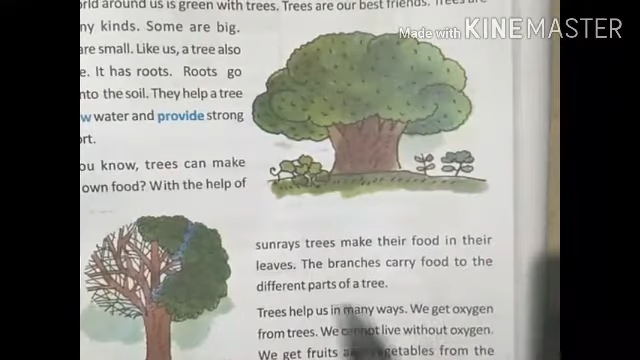 Made with KINEMASTER
world around us is green with trees. Trees are our best friends. Trees are
ny kinds. Some are big.
are small. Like us, a tree also
e. It has roots. Roots go
nto the soil. They help a tree
w water and provide strong
ort.
ou know, trees can make
own food? With the help of
sunrays trees make their food in their
leaves. The branches carry food to the
different parts of a tree.
Trees help us in many ways. We get oxygen
from trees. We cannot live without oxygen.
We get fruits and vegetables from the